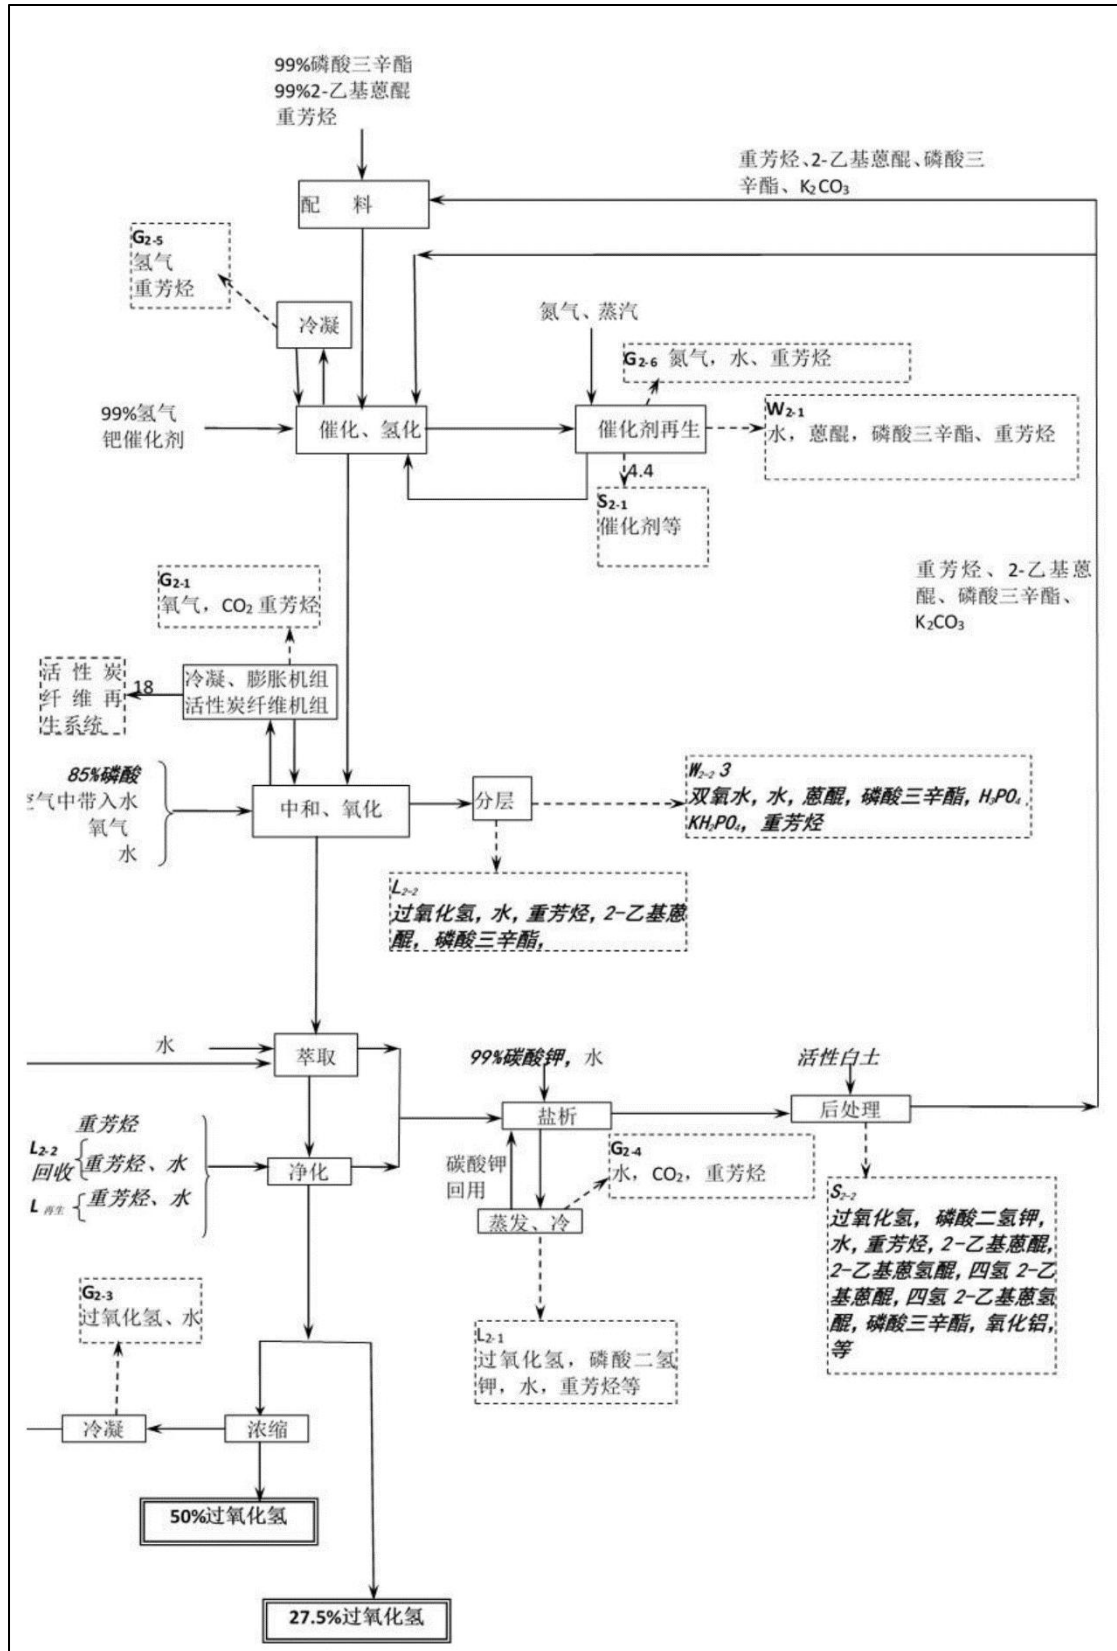 99%磷酸三辛酯
99%2-乙基蒽醌
重芳烃
重芳烃、2-乙基蒽醌、磷酸三
辛酯、K₂CO₃
配 料
G₂₋₅
氢气
重芳烃
冷凝
氮气、蒸汽
G₂₋₆ 氮气，水、重芳烃
99%氢气
钯催化剂
催化、氢化
催化剂再生
W₂₋₁
水，蒽醌，磷酸三辛酯、重芳烃
4.4
S₂₋₁
催化剂等
重芳烃、2-乙基蒽
醌、磷酸三辛酯、
K₂CO₃
G₂₋₁
氧气，CO₂ 重芳烃
活 性 炭
纤 维 再
生系统
18
冷凝、膨胀机组
活性炭纤维机组
85%磷酸
气中带入水
氧气
水
中和、氧化
分层
W₂₋₂ 3
双氧水，水，蒽醌，磷酸三辛酯，H₃PO₄，
KH₂PO₄，重芳烃
L₂₋₂
过氧化氢，水，重芳烃，2-乙基蒽
醌，磷酸三辛酯，
水
萃取
99%碳酸钾，水
活性白土
盐析
后处理
重芳烃
L₂₋₂
回收
重芳烃、水
L 再生
重芳烃、水
净化
碳酸钾
回用
G₂₋₄
水，CO₂，重芳烃
蒸发、冷
S₂₋₂
过氧化氢，磷酸二氢钾，
水，重芳烃，2-乙基蒽醌，
2-乙基蒽氢醌，四氢 2-乙
基蒽醌，四氢 2-乙基蒽氢
醌，磷酸三辛酯，氧化铝，
等
G₂₋₃
过氧化氢、水
L₂₋₁
过氧化氢，磷酸二氢
钾，水，重芳烃等
冷凝
浓缩
50%过氧化氢
27.5%过氧化氢